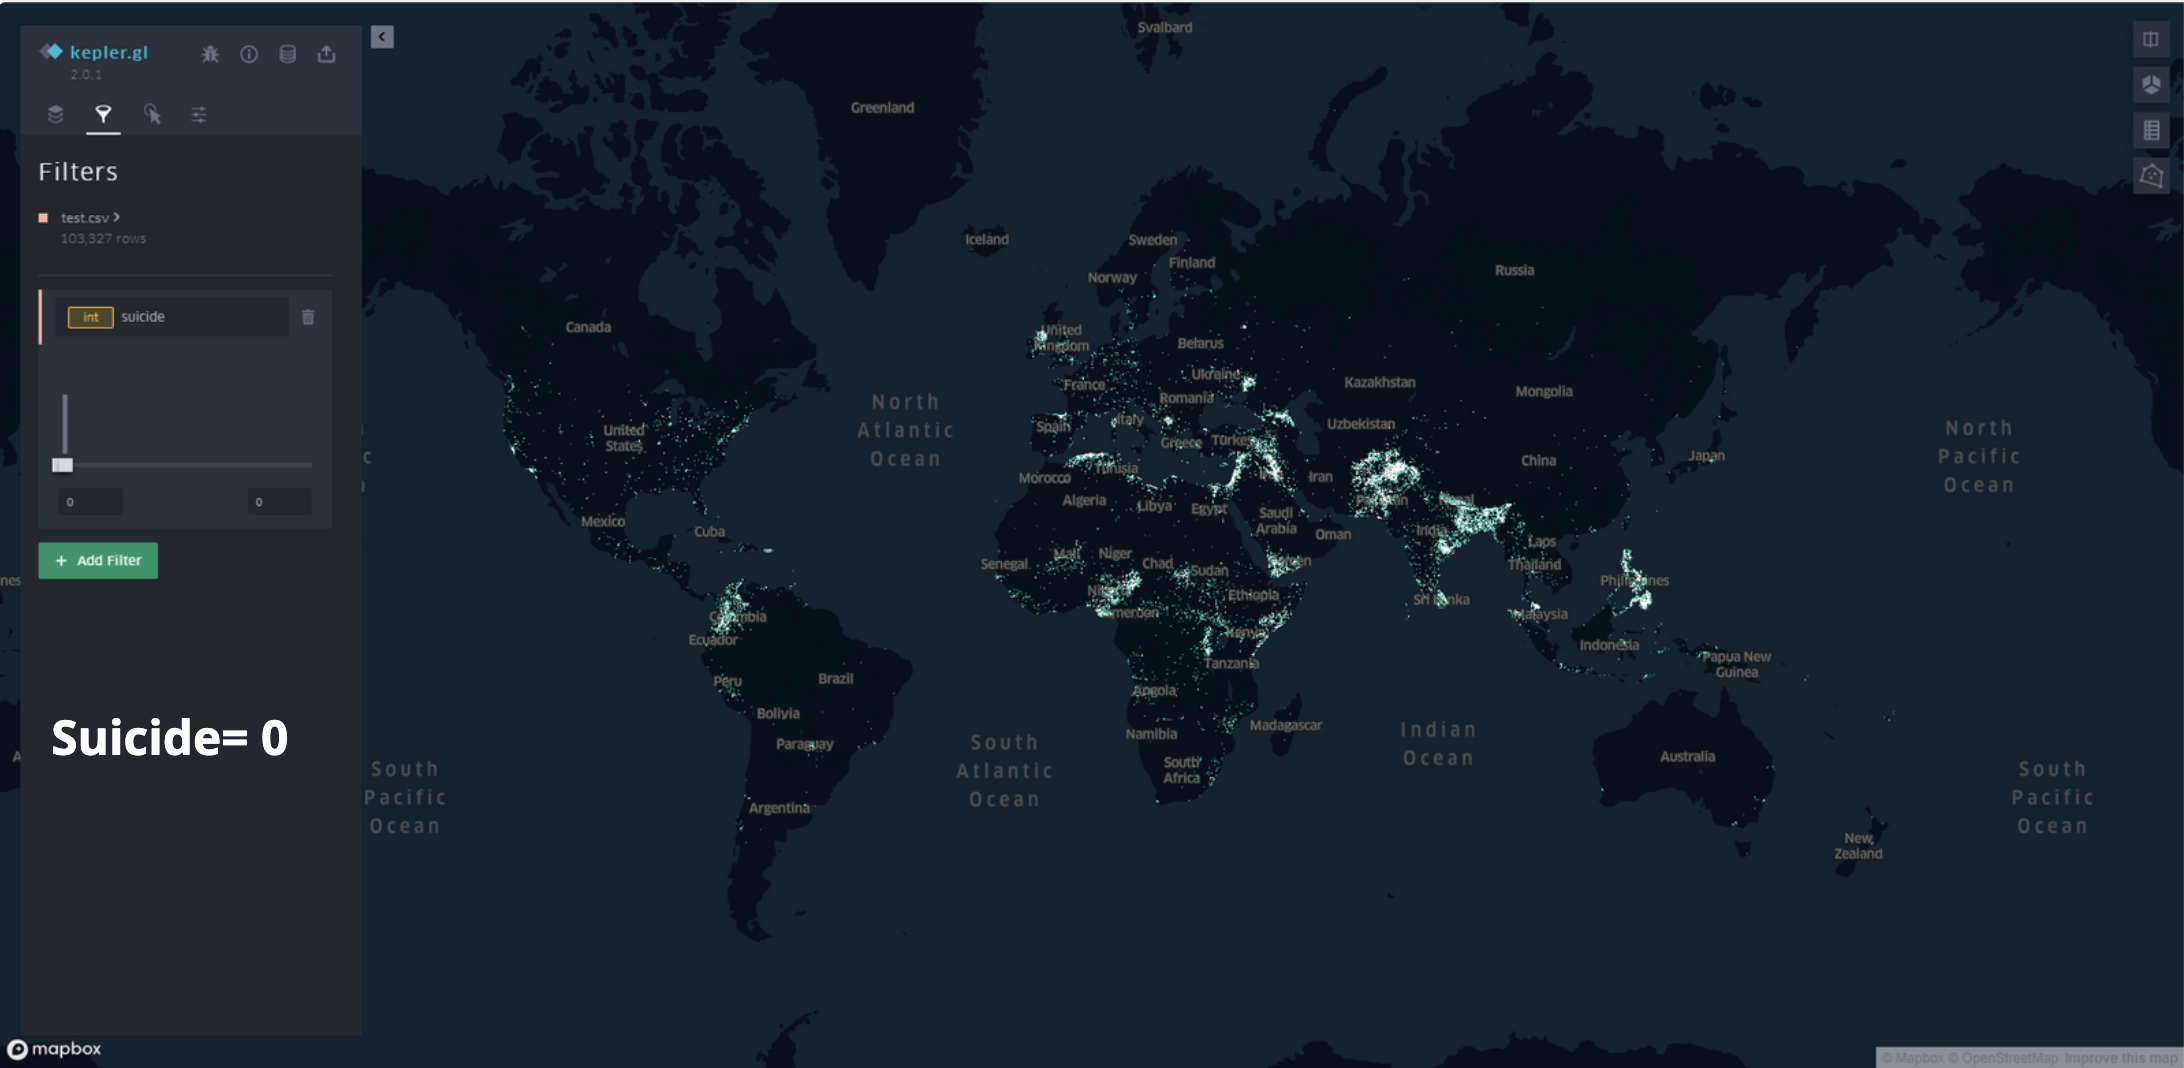 kepler.gl
2.0.1
Filters
test.csv
103,327 rows
int suicide
0 0
+ Add Filter
Suicide= 0
mapbox
Svalbard
Greenland
Iceland
Sweden
Finland
Norway
Russia
Canada
United
Kingdom
Belarus
Ukraine
France
Kazakhstan
Mongolia
Romania
North
Atlantic
Ocean
Spain
Italy
Uzbekistan
United
States
Greece
Türkey
North
Pacific
Ocean
China
Japan
Tunisia
Morocco
Iran
Algeria
Libya
Egypt
Saudi
Arabia
Oman
Pakistan
Nepal
India
Mexico
Cuba
Laps
Thailand
Senegal
Mali
Niger
Chad
Sudan
Yemen
Philippines
Ethiopia
Sri Lanka
Malaysia
Colombia
Cameroon
Ecuador
Kenya
Indonesia
Tanzania
Papua New
Guinea
Peru
Brazil
Angola
Bolivia
Madagascar
Namibia
Indian
Ocean
Paraguay
South
Atlantic
Ocean
South
Africa
Australia
South
Pacific
Ocean
South
Pacific
Ocean
Argentina
New
Zealand
© Mapbox © OpenStreetMap Improve this map